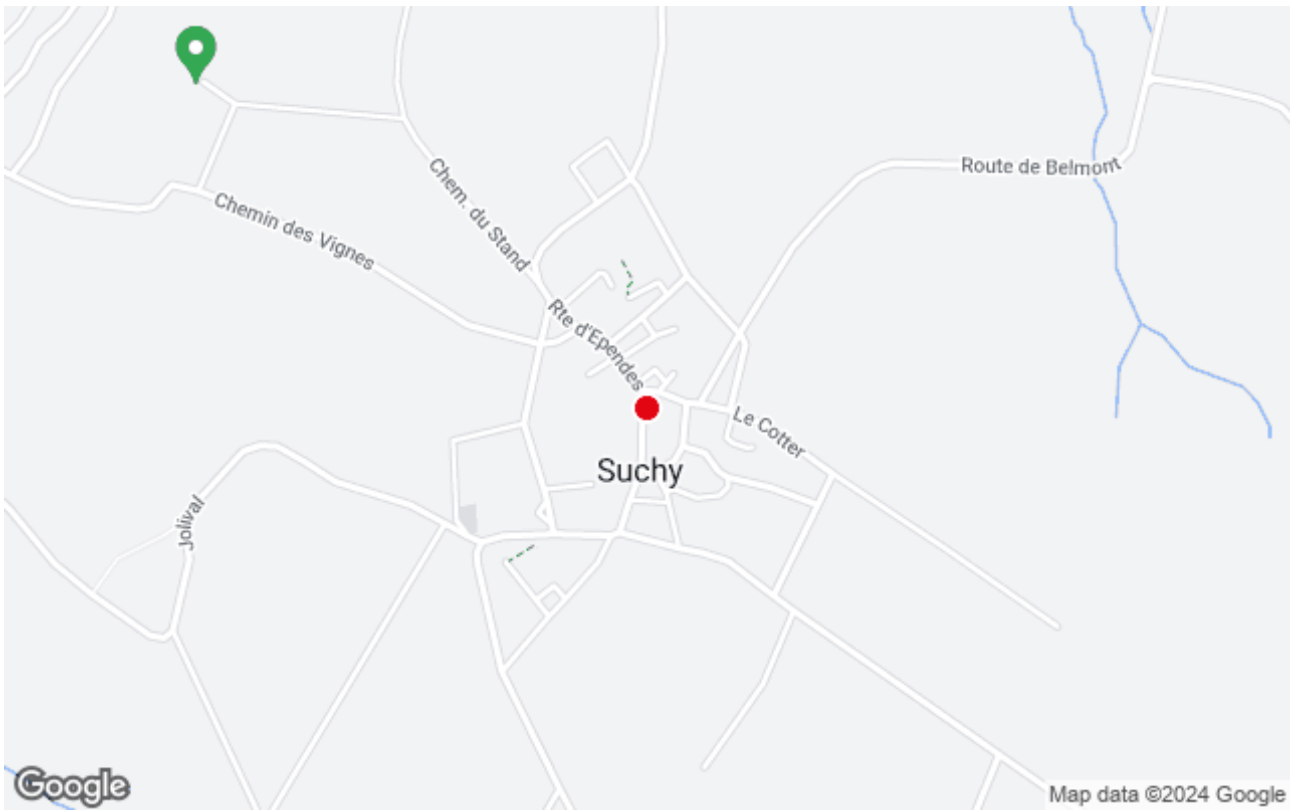 Route de Belmont
Chem. du Stand
Chemin des Vignes
Rte d'Ependes
Le Cotter
Suchy
Jolival
Google
Map data ©2024 Google